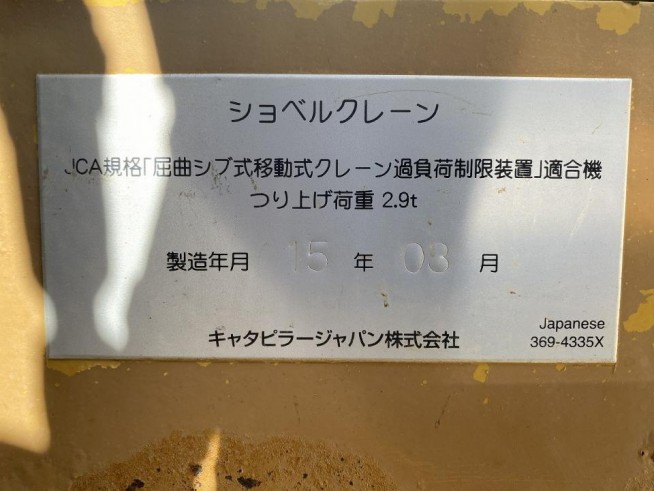 ショベルクレーン
JCA規格「屈曲ジブ式移動式クレーン過負荷制限装置」適合機
つり上げ荷重 2.9t
製造年月 15 年 03 月
キャタピラージャパン株式会社
Japanese
369-4335X